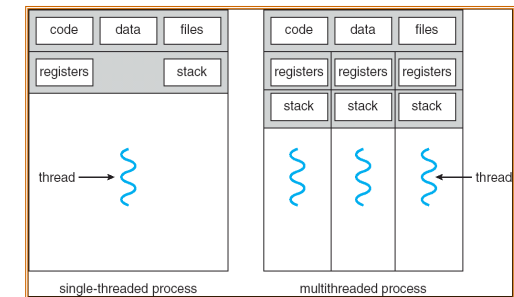 code data files code data files
registers stack registers registers registers
stack stack stack
thread thread
single-threaded process multithreaded process